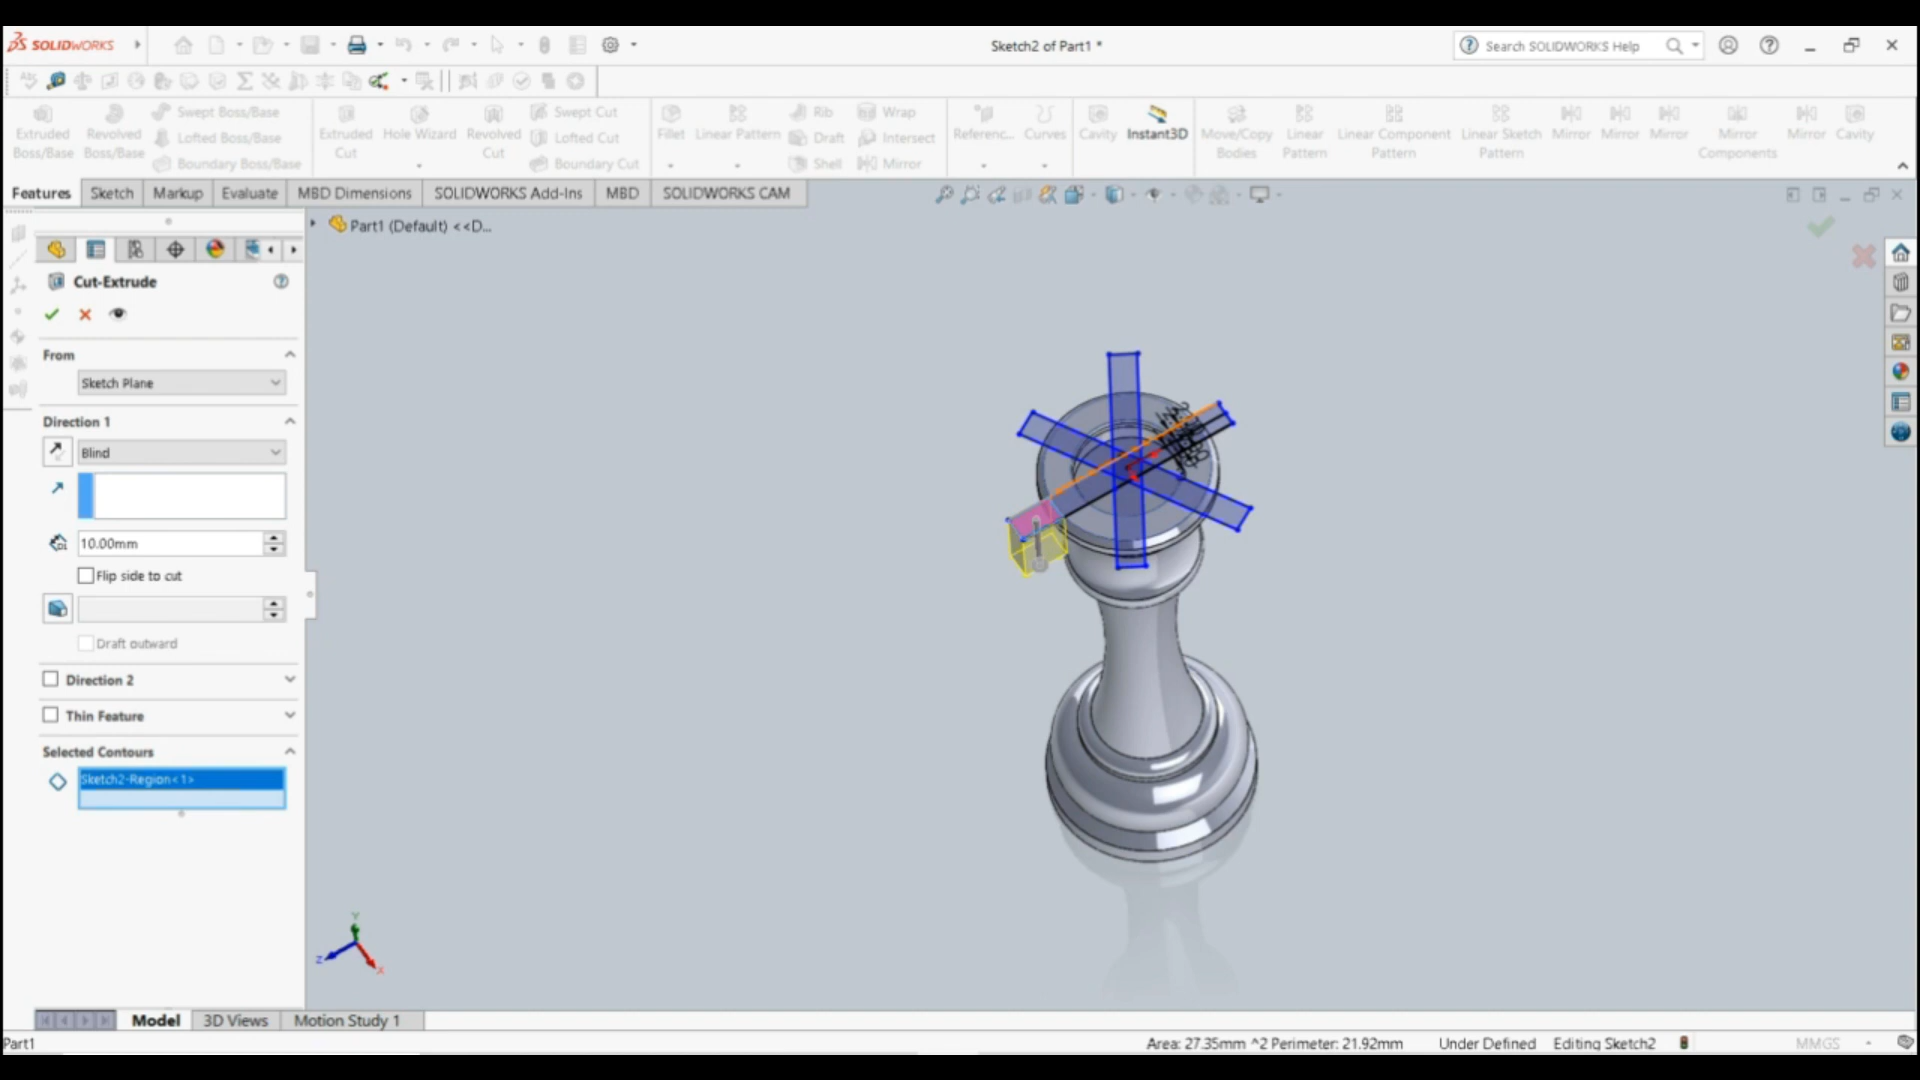 SOLIDWORKS
Sketch2 of Part1 *
Search SOLIDWORKS Help
Extruded Boss/Base
Revolved Boss/Base
Swept Boss/Base
Lofted Boss/Base
Boundary Boss/Base
Extruded Cut
Hole Wizard
Revolved Cut
Swept Cut
Lofted Cut
Boundary Cut
Fillet
Linear Pattern
Rib
Draft
Shell
Wrap
Intersect
Mirror
Referenc...
Curves
Cavity
Instant3D
Move/Copy Bodies
Linear Pattern
Linear Component Pattern
Linear Sketch Pattern
Mirror
Mirror
Mirror
Mirror Components
Mirror
Cavity
Features
Sketch
Markup
Evaluate
MBD Dimensions
SOLIDWORKS Add-Ins
MBD
SOLIDWORKS CAM
Part1 (Default) <<D...
Cut-Extrude
From
Sketch Plane
Direction 1
Blind
10.00mm
Flip side to cut
Draft outward
Direction 2
Thin Feature
Selected Contours
Sketch2-Region<1>
Y
Z
X
Model
3D Views
Motion Study 1
Part1
Area: 27.35mm ^2 Perimeter: 21.92mm
Under Defined
Editing Sketch2
MMGS